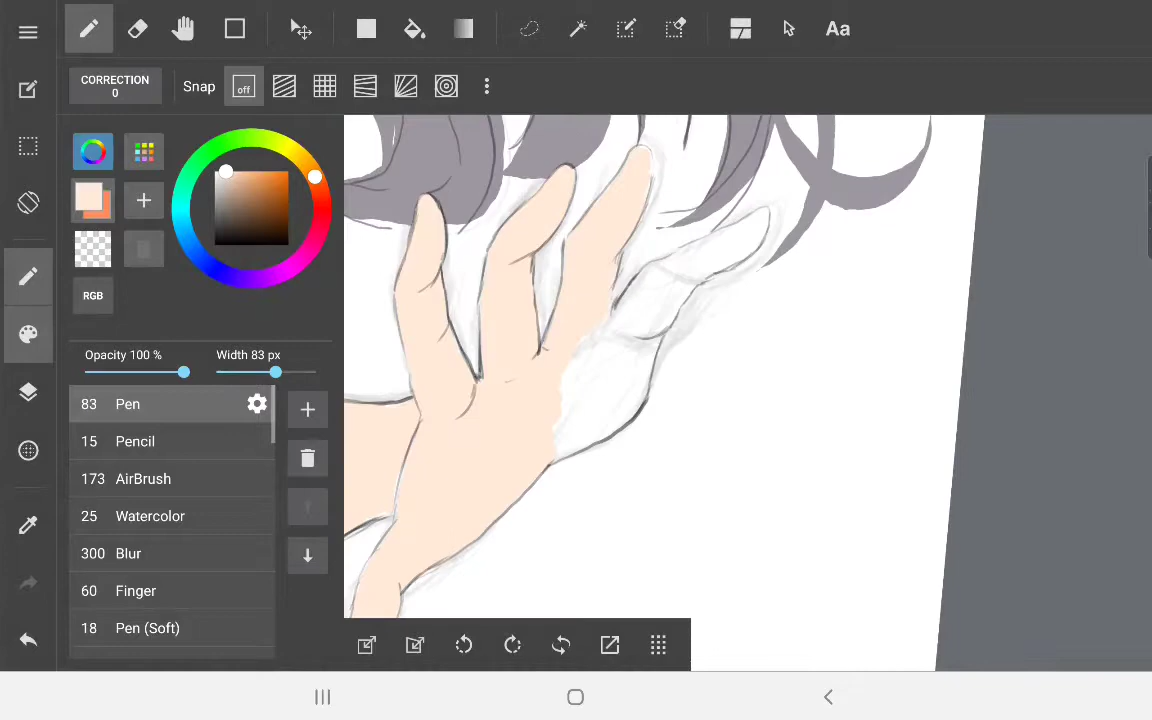 Aa
CORRECTION
0
Snap
off
RGB
Opacity 100 %
Width 83 px
83 Pen
15 Pencil
173 AirBrush
25 Watercolor
300 Blur
60 Finger
18 Pen (Soft)